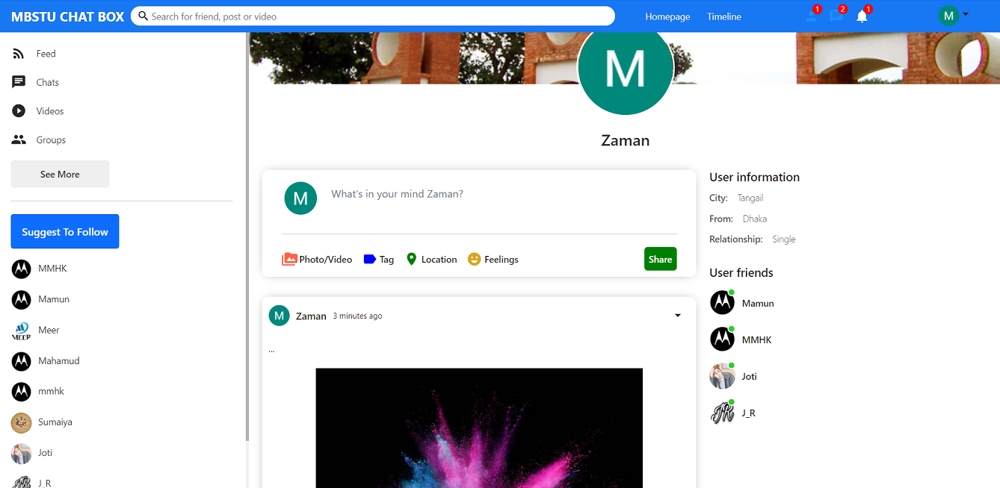 MBSTU CHAT BOX
Search for friend, post or video
Homepage
Timeline
1
2
1
M
Feed
Chats
Videos
Groups
See More
Suggest To Follow
MMHK
Mamun
MEEP
Meer
Mahamud
mmhk
Sumaiya
Joti
J_R
M
Zaman
M
What's in your mind Zaman?
Photo/Video
Tag
Location
Feelings
Share
M
Zaman
3 minutes ago
...
User information
City: Tangail
From: Dhaka
Relationship: Single
User friends
Mamun
MMHK
Joti
JR
J_R